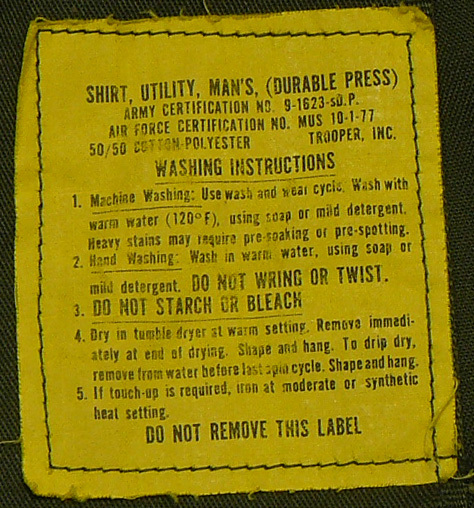 SHIRT, UTILITY, MAN'S, (DURABLE PRESS)
ARMY CERTIFICATION NO. 9-1623-SD.P.
AIR FORCE CERTIFICATION NO. MUS 10-1-77
50/50 COTTON-POLYESTER TROOPER, INC.
WASHING INSTRUCTIONS
1. Machine Washing: Use wash and wear cycle. Wash with
warm water (120°F), using soap or mild detergent.
Heavy stains may require pre-soaking or pre-spotting.
2. Hand Washing: Wash in warm water, using soap or
mild detergent. DO NOT WRING OR TWIST.
3. DO NOT STARCH OR BLEACH
4. Dry in tumble dryer at warm setting. Remove immedi-
ately at end of drying. Shape and hang. To drip dry,
remove from water before last spin cycle. Shape and hang.
5. If touch-up is required, iron at moderate or synthetic
heat setting.
DO NOT REMOVE THIS LABEL